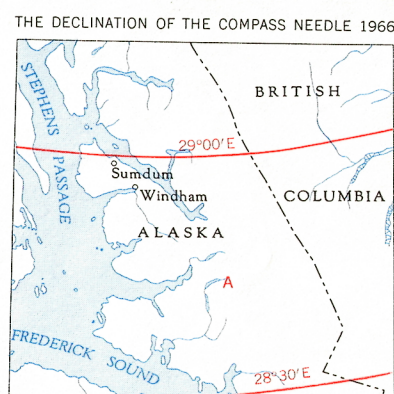 THE DECLINATION OF THE COMPASS NEEDLE 1966
STEPHENS PASSAGE
BRITISH
29°00'E
Sumdum
Windham
COLUMBIA
ALASKA
A
FREDERICK SOUND
28°30'E